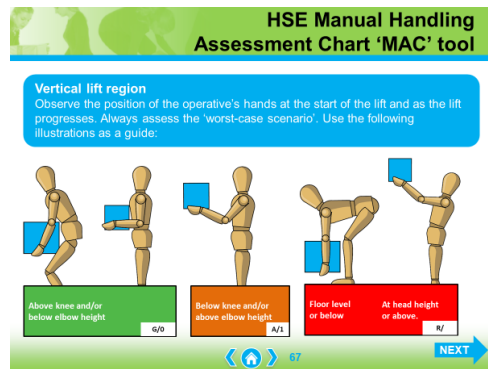 HSE Manual Handling
Assessment Chart ‘MAC’ tool
Vertical lift region
Observe the position of the operative’s hands at the start of the lift and as the lift
progresses. Always assess the ‘worst-case scenario’. Use the following
illustrations as a guide:
Above knee and/or
below elbow height
G/0
Below knee and/or
above elbow height
A/1
Floor level
or below
At head height
or above.
R/
67
NEXT